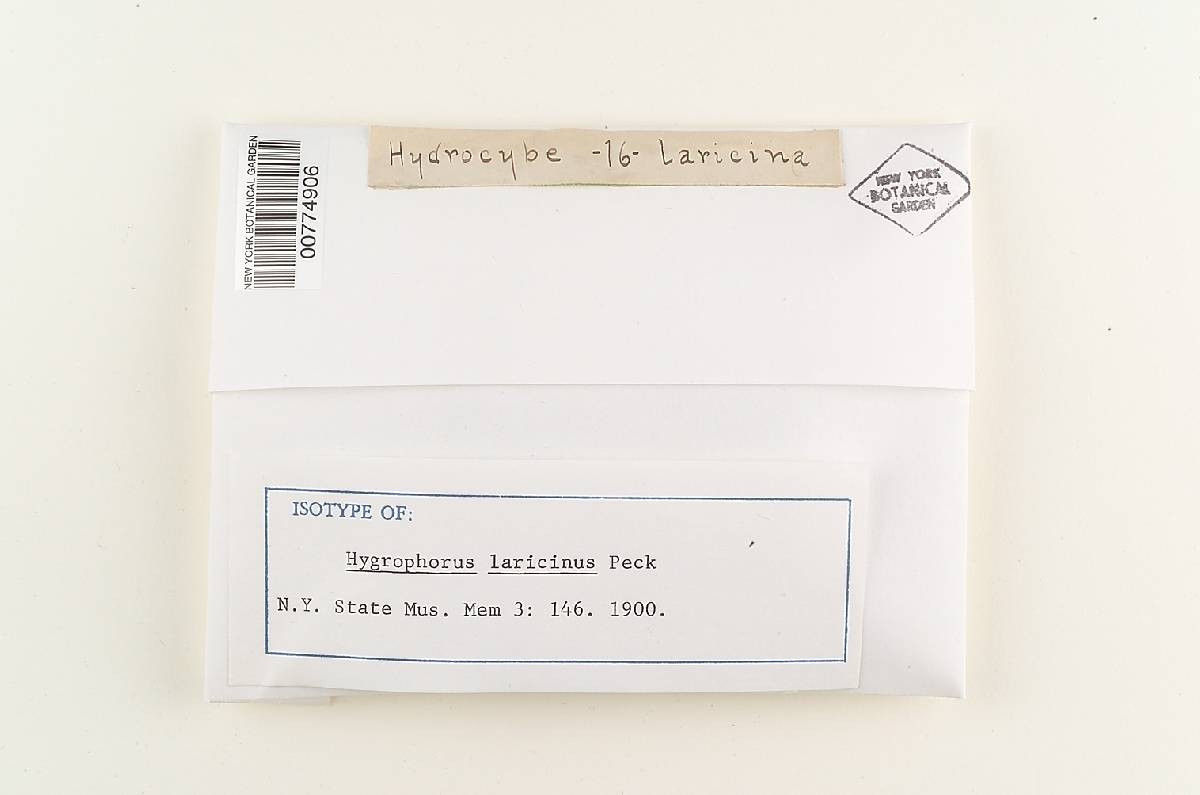 Hydrocybe -16- laricina
NEW YORK BOTANICAL GARDEN
00774906
NEW YORK
BOTANICAL
GARDEN
ISOTYPE OF:
Hygrophorus laricinus Peck
N.Y. State Mus. Mem 3: 146. 1900.